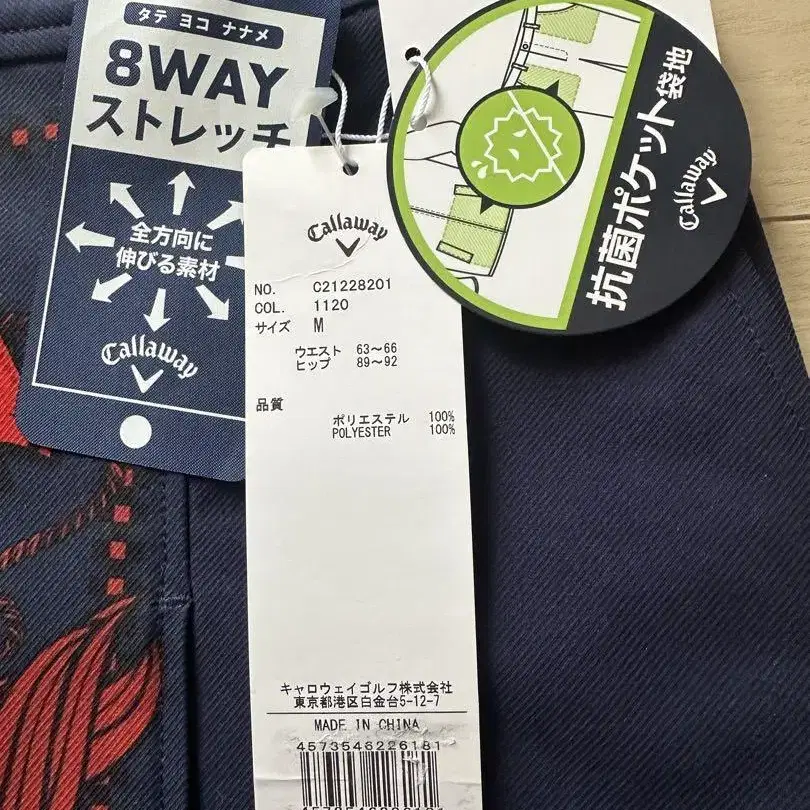 タテ ヨコ ナナメ
8WAY
ストレッチ
全方向に
伸びる素材
Callaway
抗菌ポケット袋地
Callaway
Callaway
NO. C21228201
COL. 1120
サイズ M
ウエスト 63～66
ヒップ 89～92
品質
ポリエステル 100%
POLYESTER 100%
キャロウェイゴルフ株式会社
東京都港区白金台5-12-7
MADE IN CHINA
4573546226181